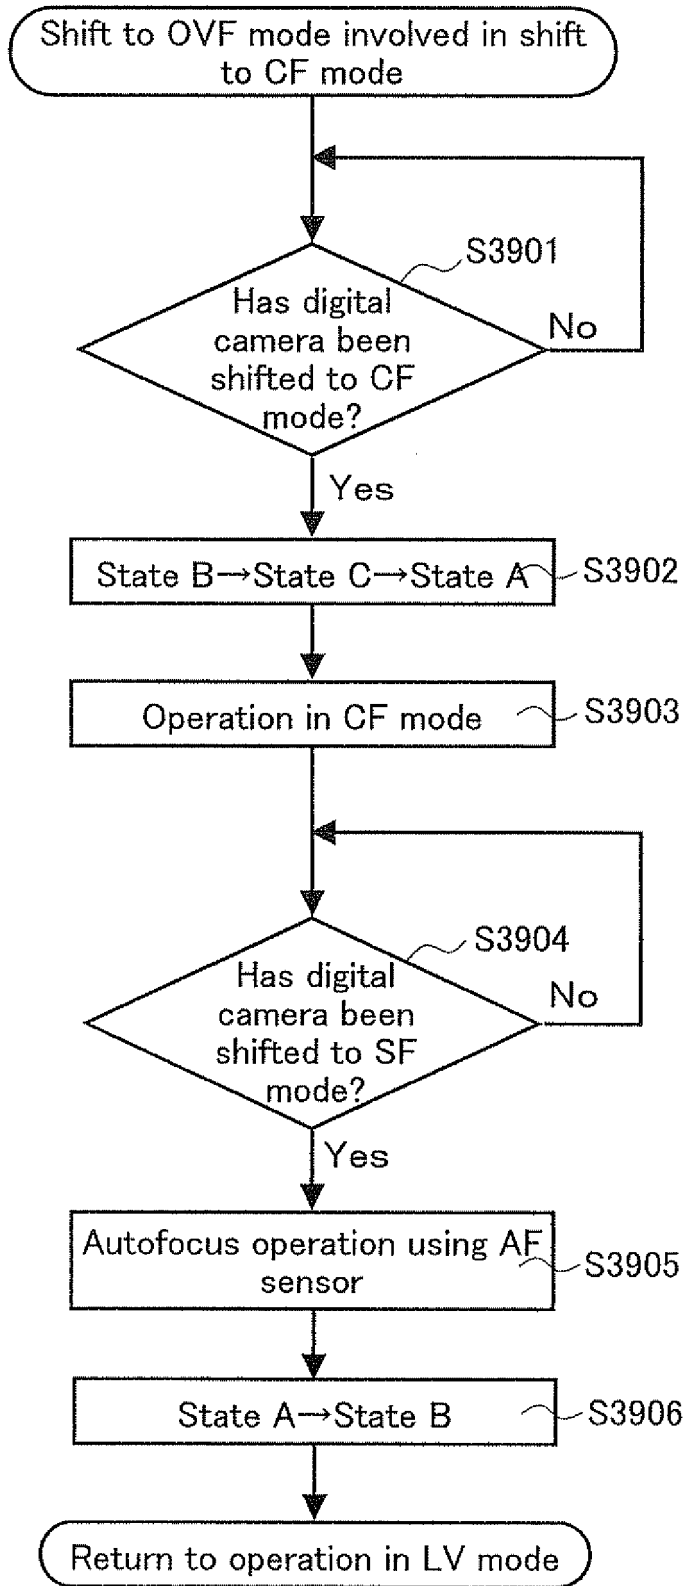 Shift to OVF mode involved in shift
to CF mode
S3901
Has digital
camera been
shifted to CF
mode?
No
Yes
State B→State C→State A
S3902
Operation in CF mode
S3903
S3904
Has digital
camera been
shifted to SF
mode?
No
Yes
Autofocus operation using AF
sensor
S3905
State A→State B
S3906
Return to operation in LV mode